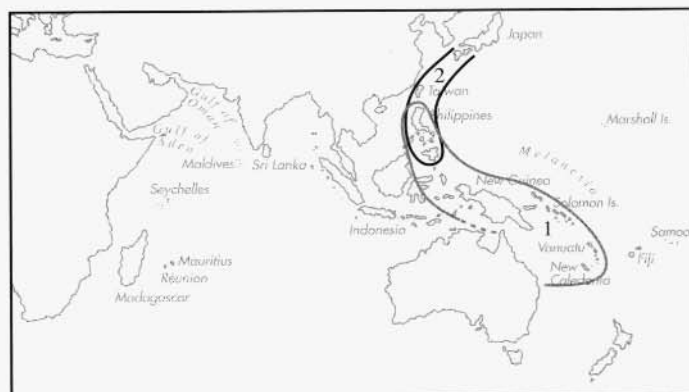 Japan
2
Taiwan
Philippines
Gulf of
Oman
Gulf of
Aden
Marshall Is.
Melanesia
Maldives
Sri Lanka
New Guinea
Seychelles
Solomon Is.
Indonesia
1
Vanuatu
Samoa
Mauritius
Fiji
Réunion
New
Caledonia
Madagascar